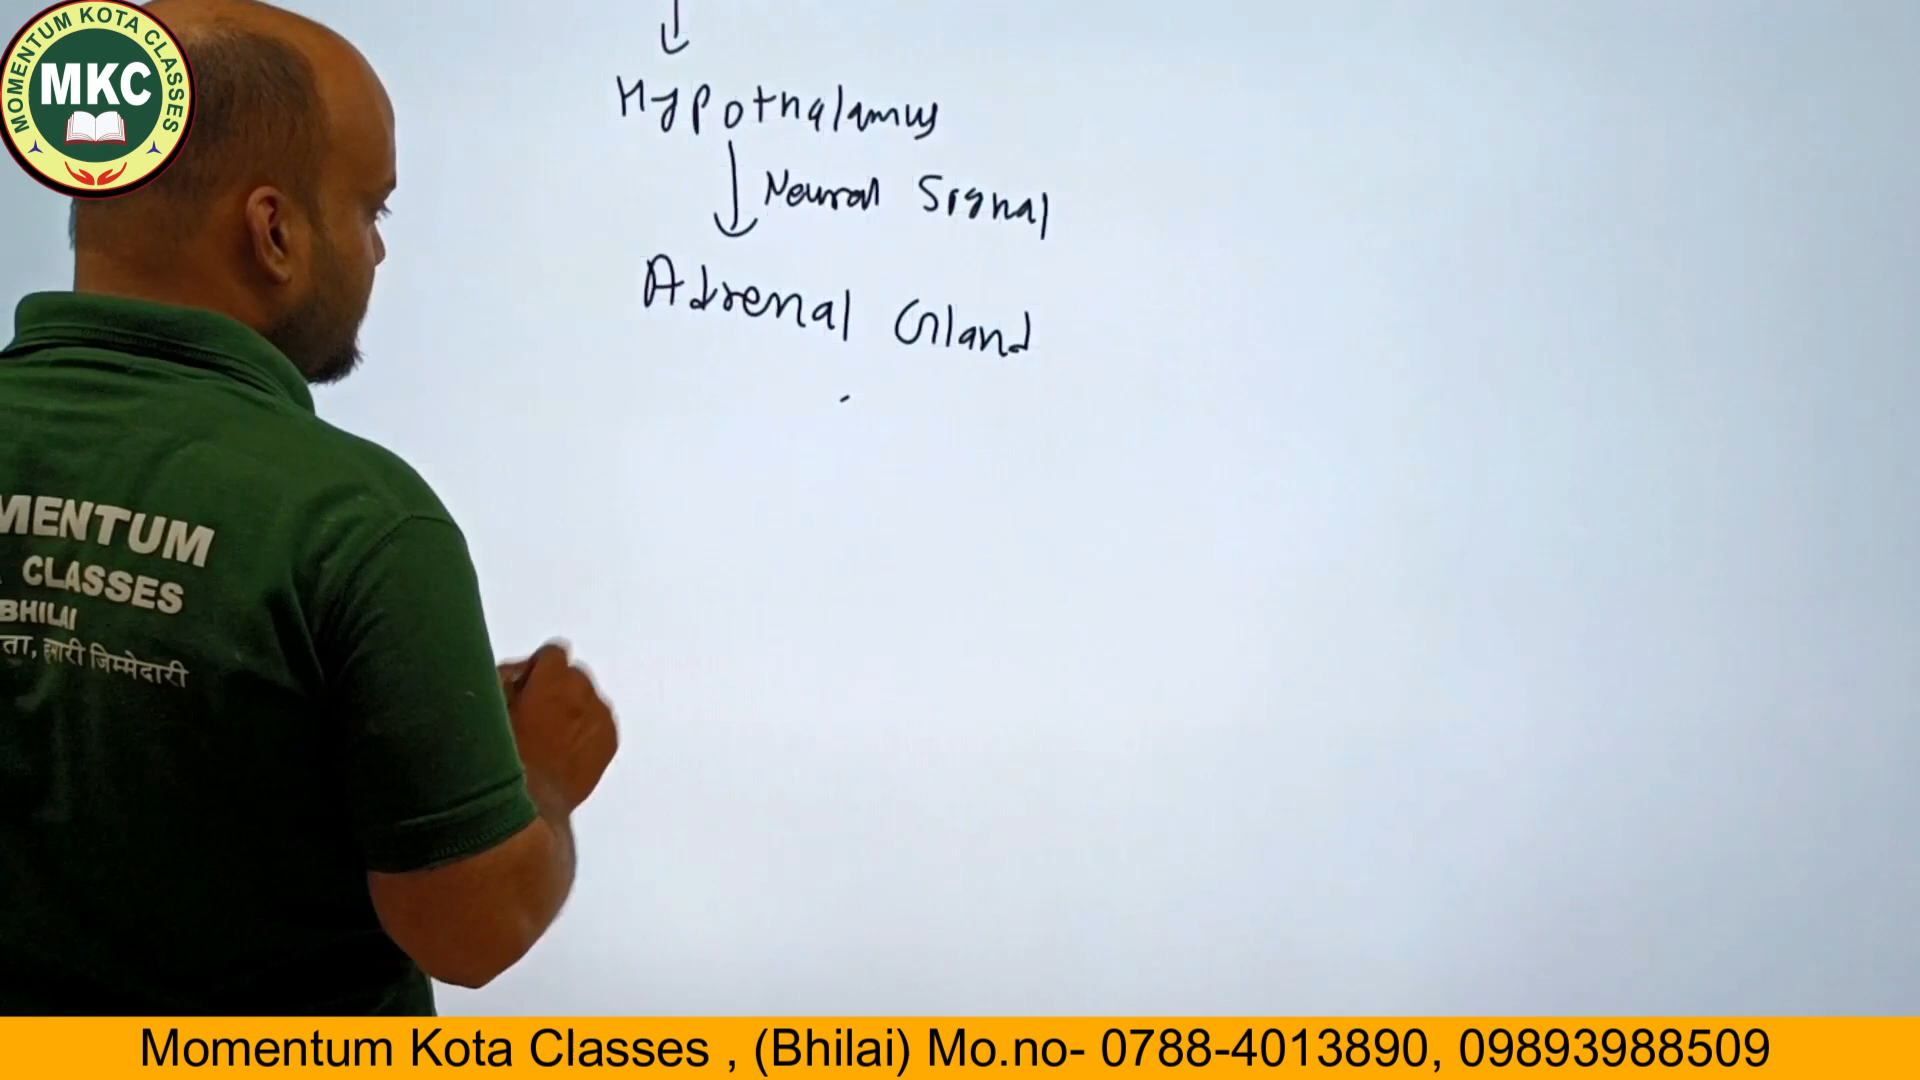 MOMENTUM KOTA CLASSES
MKC
Hypothalamus
Neural Signal
Adrenal Gland
MENTUM
CLASSES
BHILAI
ता, हमारी जिम्मेदारी
Momentum Kota Classes , (Bhilai) Mo.no- 0788-4013890, 09893988509